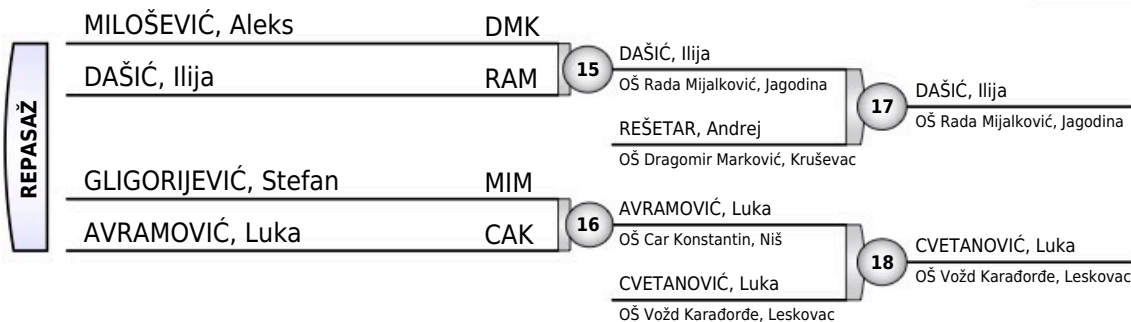 REPASAŽ
MILOŠEVIĆ, Aleks DMK
DAŠIĆ, Ilija RAM
15
DAŠIĆ, Ilija
OŠ Rada Mijalković, Jagodina
REŠETAR, Andrej
OŠ Dragomir Marković, Kruševac
17
DAŠIĆ, Ilija
OŠ Rada Mijalković, Jagodina
GLIGORIJEVIĆ, Stefan MIM
AVRAMOVIĆ, Luka CAK
16
AVRAMOVIĆ, Luka
OŠ Car Konstantin, Niš
CVETANOVIĆ, Luka
OŠ Vožd Karađorđe, Leskovac
18
CVETANOVIĆ, Luka
OŠ Vožd Karađorđe, Leskovac